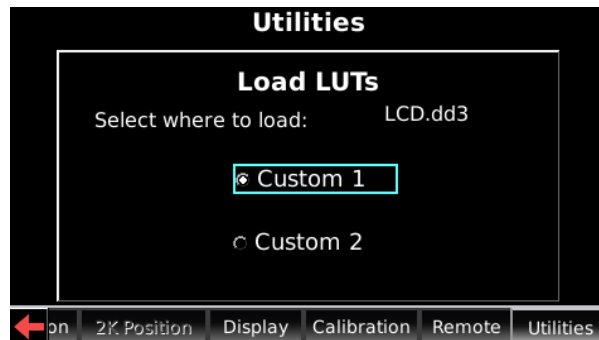 Utilities
Load LUTs
Select where to load: LCD.dd3
Custom 1
Custom 2
on 2K Position Display Calibration Remote Utilities